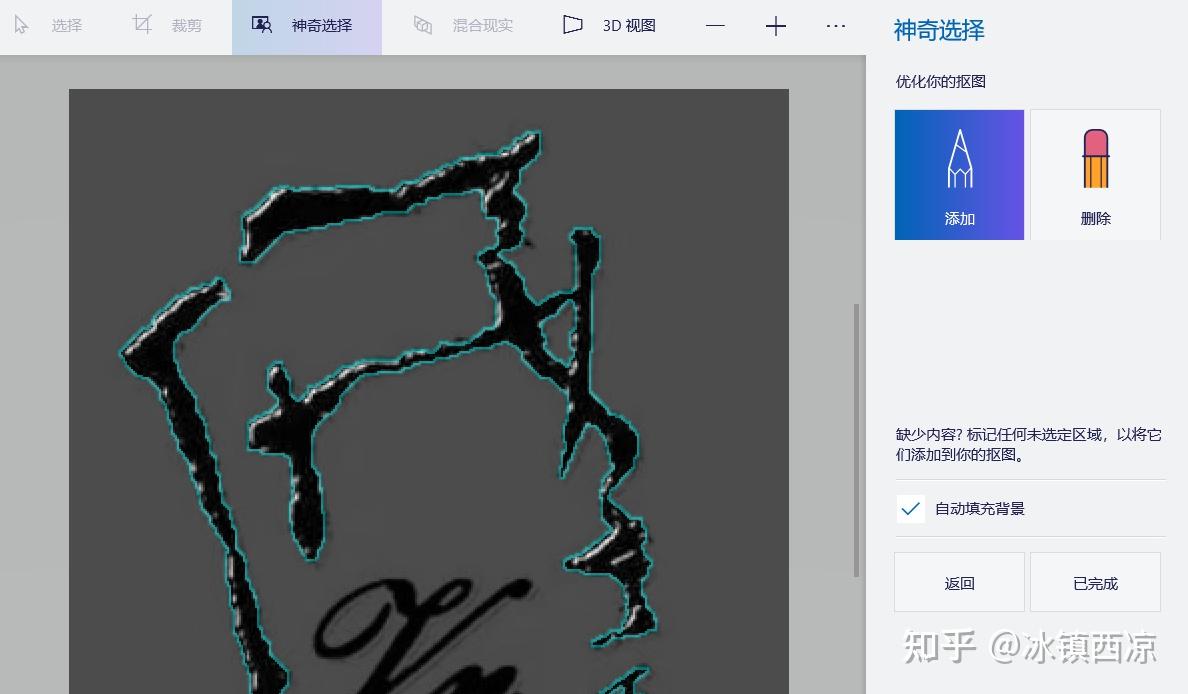 选择 裁剪 神奇选择 混合现实 3D 视图
神奇选择
优化你的抠图
添加 删除
缺少内容? 标记任何未选定区域，以将它
们添加到你的抠图。
自动填充背景
返回 已完成
知乎 @冰镇西凉